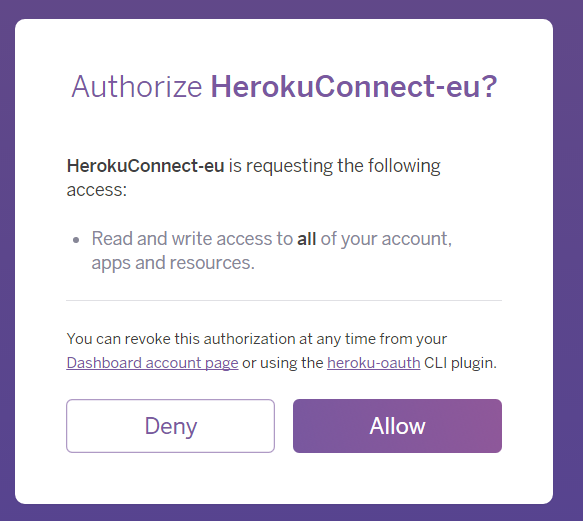 Authorize HerokuConnect-eu?
HerokuConnect-eu is requesting the following
access:
• Read and write access to all of your account,
apps and resources.
You can revoke this authorization at any time from your
Dashboard account page or using the heroku-oauth CLI plugin.
Deny
Allow